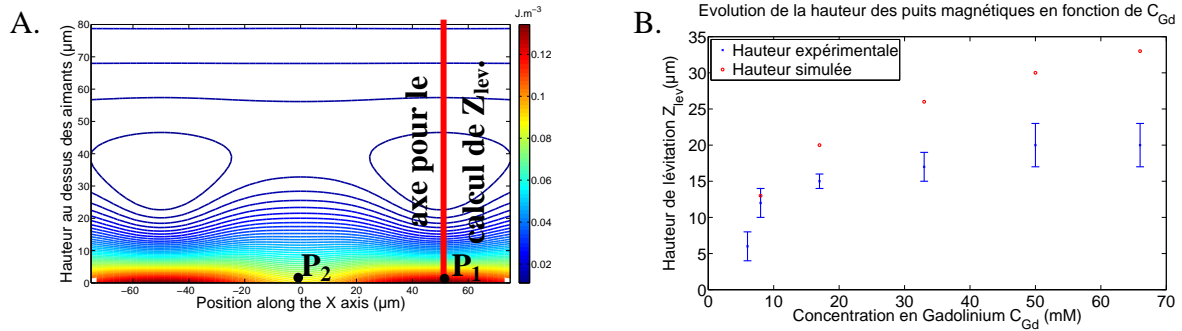 A.
J.m⁻³
Hauteur au dessus des aimants (µm)
80
70
60
50
40
30
20
10
0
axe pour le
calcul de Zlev.
P2
P1
−60
−40
−20
0
20
40
60
Position along the X axis (µm)
0.12
0.1
0.08
0.06
0.04
0.02
B.
Evolution de la hauteur des puits magnétiques en fonction de CGd
Hauteur expérimentale
Hauteur simulée
Hauteur de lévitation Zlev(µm)
35
30
25
20
15
10
5
0
0
10
20
30
40
50
60
70
Concentration en Gadolinium CGd (mM)